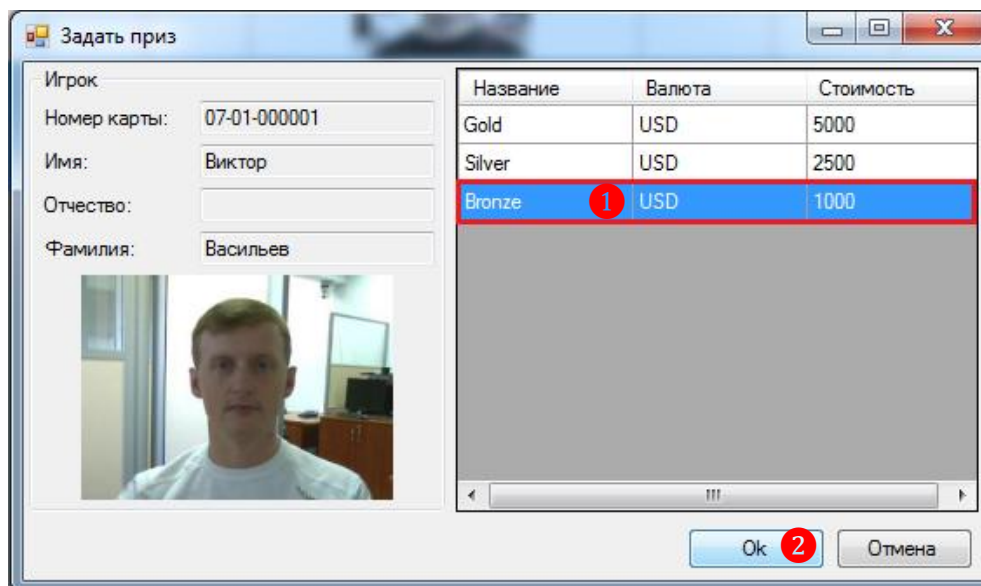 Задать приз
Игрок
Номер карты: 07-01-000001
Имя: Виктор
Отчество:
Фамилия: Васильев
Название Валюта Стоимость
Gold USD 5000
Silver USD 2500
Bronze 1 USD 1000
Ok 2 Отмена